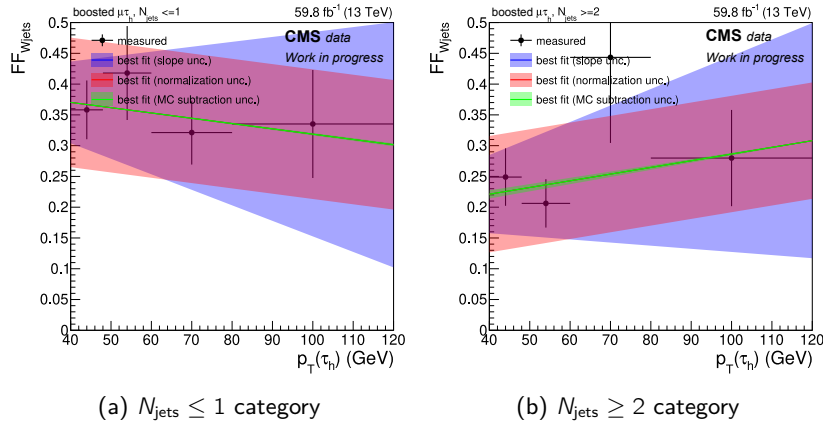 boosted μτh, Njets <=1 59.8 fb⁻¹ (13 TeV)
FFWjets
0.5
0.45
0.4
0.35
0.3
0.25
0.2
0.15
0.1
0.05
0
measured
best fit (slope unc.)
best fit (normalization unc.)
best fit (MC subtraction unc.)
CMS data
Work in progress
40 50 60 70 80 90 100 110 120
pT(τh) (GeV)
(a) Njets ≤ 1 category
boosted μτh, Njets >=2 59.8 fb⁻¹ (13 TeV)
FFWjets
0.5
0.45
0.4
0.35
0.3
0.25
0.2
0.15
0.1
0.05
0
measured
best fit (slope unc.)
best fit (normalization unc.)
best fit (MC subtraction unc.)
CMS data
Work in progress
40 50 60 70 80 90 100 110 120
pT(τh) (GeV)
(b) Njets ≥ 2 category